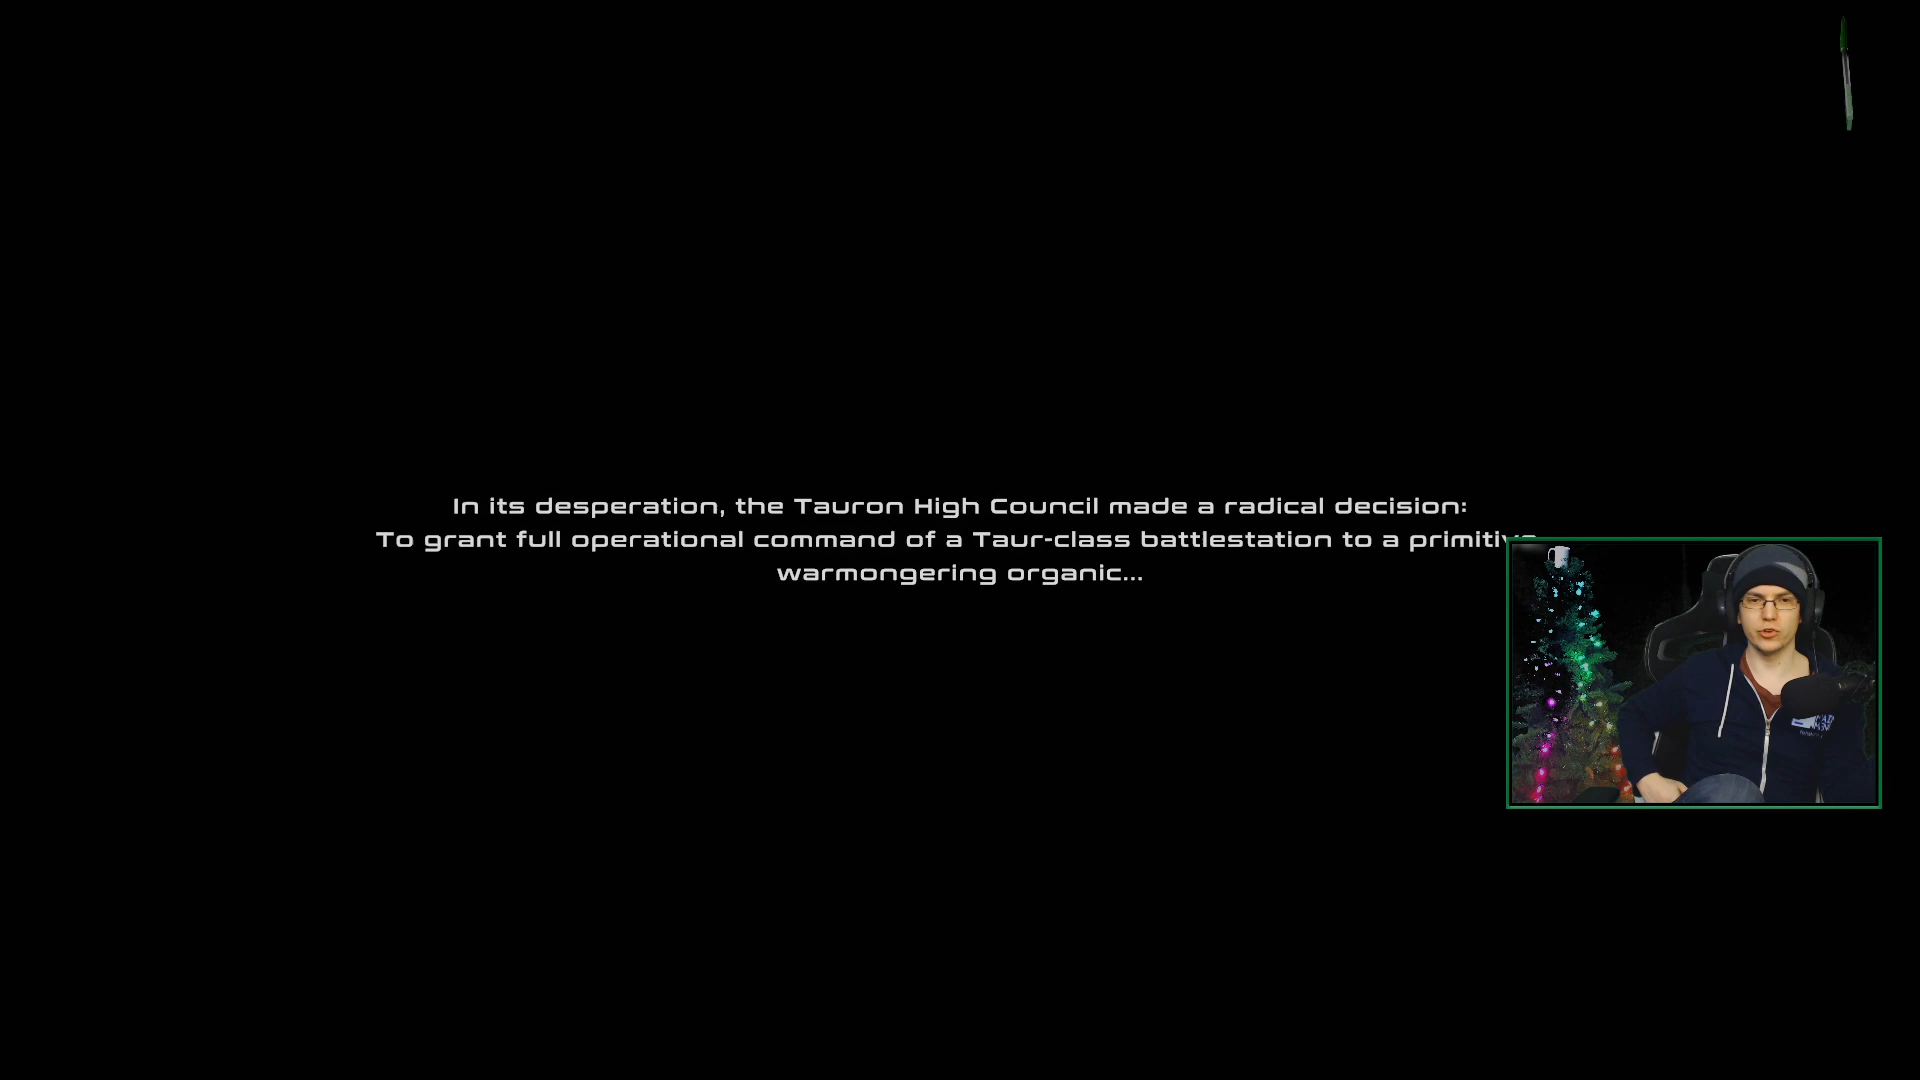 In its desperation, the Tauron High Council made a radical decision:
To grant full operational command of a Taur-class battlestation to a primitive
warmongering organic...